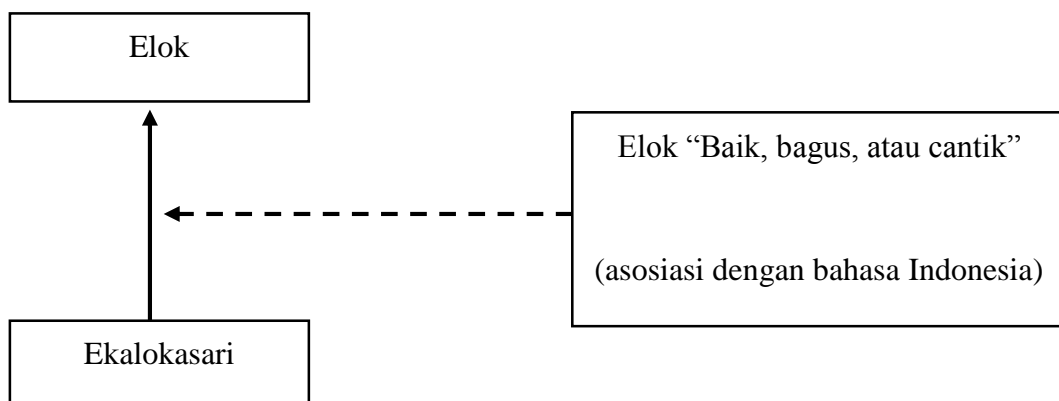 Elok
Elok “Baik, bagus, atau cantik”
(asosiasi dengan bahasa Indonesia)
Ekalokasari